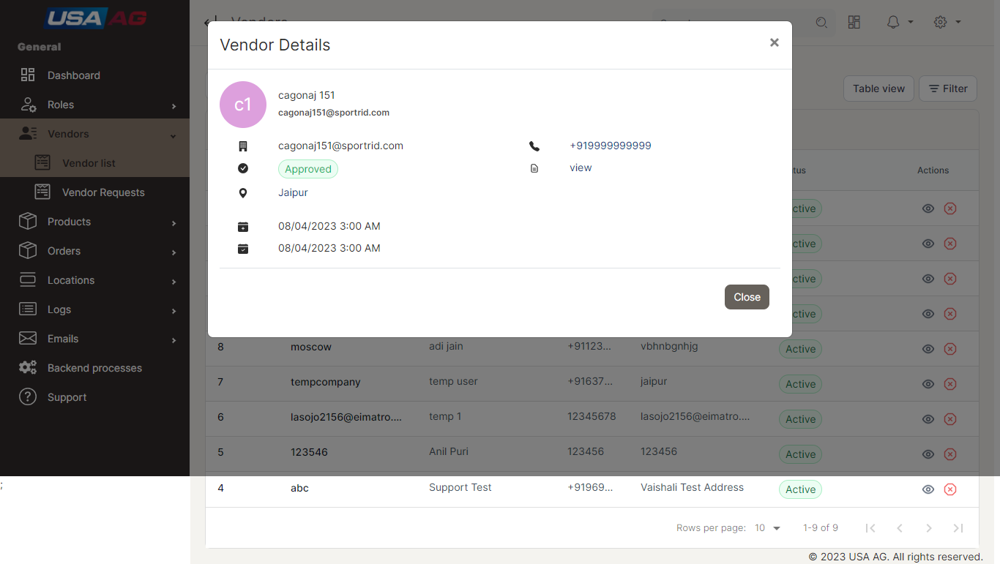 USA AG
Vendors
General
Dashboard
Roles
Vendors
Vendor list
Vendor Requests
Products
Orders
Locations
Logs
Emails
Backend processes
Support
;
Vendor Details
×
c1
cagonaj 151
cagonaj151@sportrid.com
cagonaj151@sportrid.com
+919999999999
Approved
view
Jaipur
08/04/2023 3:00 AM
08/04/2023 3:00 AM
Close
Table view
Filter
Actions
8 moscow adi jain +91123... vbhnbgnhjg Active
7 tempcompany temp user +91637... jaipur Active
6 lasojo2156@eimatro.... temp 1 12345678 lasojo2156@eimatro.... Active
5 123546 Anil Puri 123456 123456 Active
4 abc Support Test +91969... Vaishali Test Address Active
Rows per page: 10 1-9 of 9
© 2023 USA AG. All rights reserved.